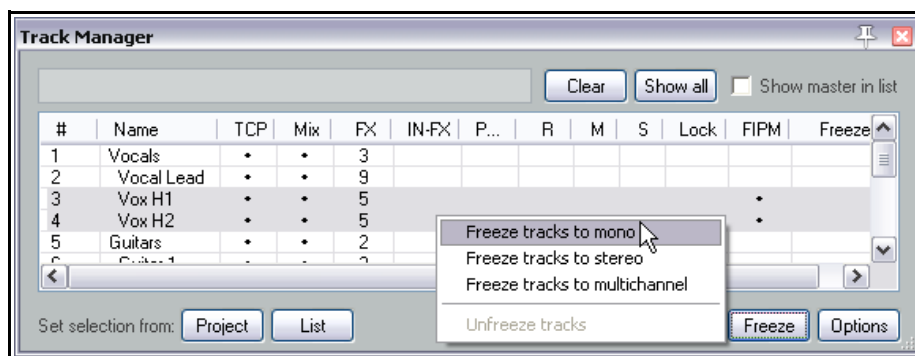 Track Manager
Clear Show all Show master in list
# Name TCP Mix FX IN-FX P... R M S Lock FIPM Freeze
1 Vocals • • 3
2 Vocal Lead • • 9
3 Vox H1 • • 5 •
4 Vox H2 • • 5 •
5 Guitars • • 2
Freeze tracks to mono
Freeze tracks to stereo
Freeze tracks to multichannel
Unfreeze tracks
Set selection from: Project List Freeze Options